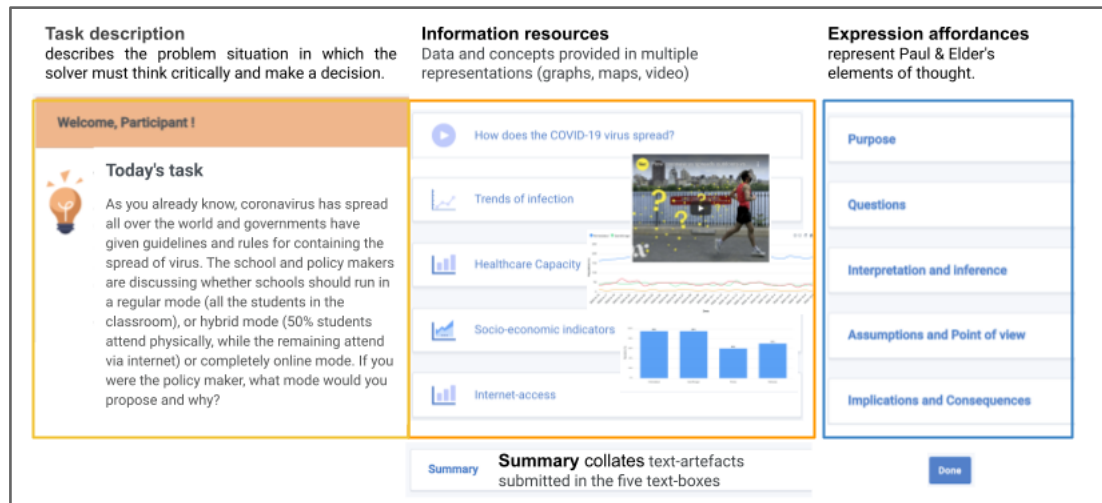 Task description
describes the problem situation in which the
solver must think critically and make a decision.
Information resources
Data and concepts provided in multiple
representations (graphs, maps, video)
Expression affordances
represent Paul & Elder's
elements of thought.
Welcome, Participant !
Today's task
As you already know, coronavirus has spread
all over the world and governments have
given guidelines and rules for containing the
spread of virus. The school and policy makers
are discussing whether schools should run in
a regular mode (all the students in the
classroom), or hybrid mode (50% students
attend physically, while the remaining attend
via internet) or completely online mode. If you
were the policy maker, what mode would you
propose and why?
How does the COVID-19 virus spread?
Trends of infection
Healthcare Capacity
Socio-economic indicators
Internet-access
Purpose
Questions
Interpretation and inference
Assumptions and Point of view
Implications and Consequences
Summary
Summary collates text-artefacts
submitted in the five text-boxes
Done